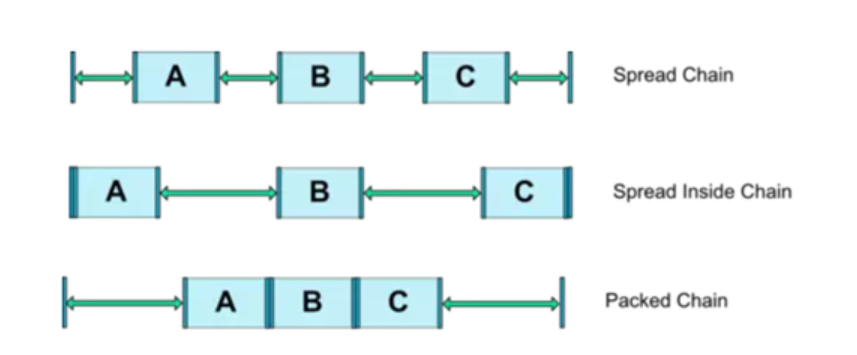 A B C Spread Chain
A B C Spread Inside Chain
A B C Packed Chain